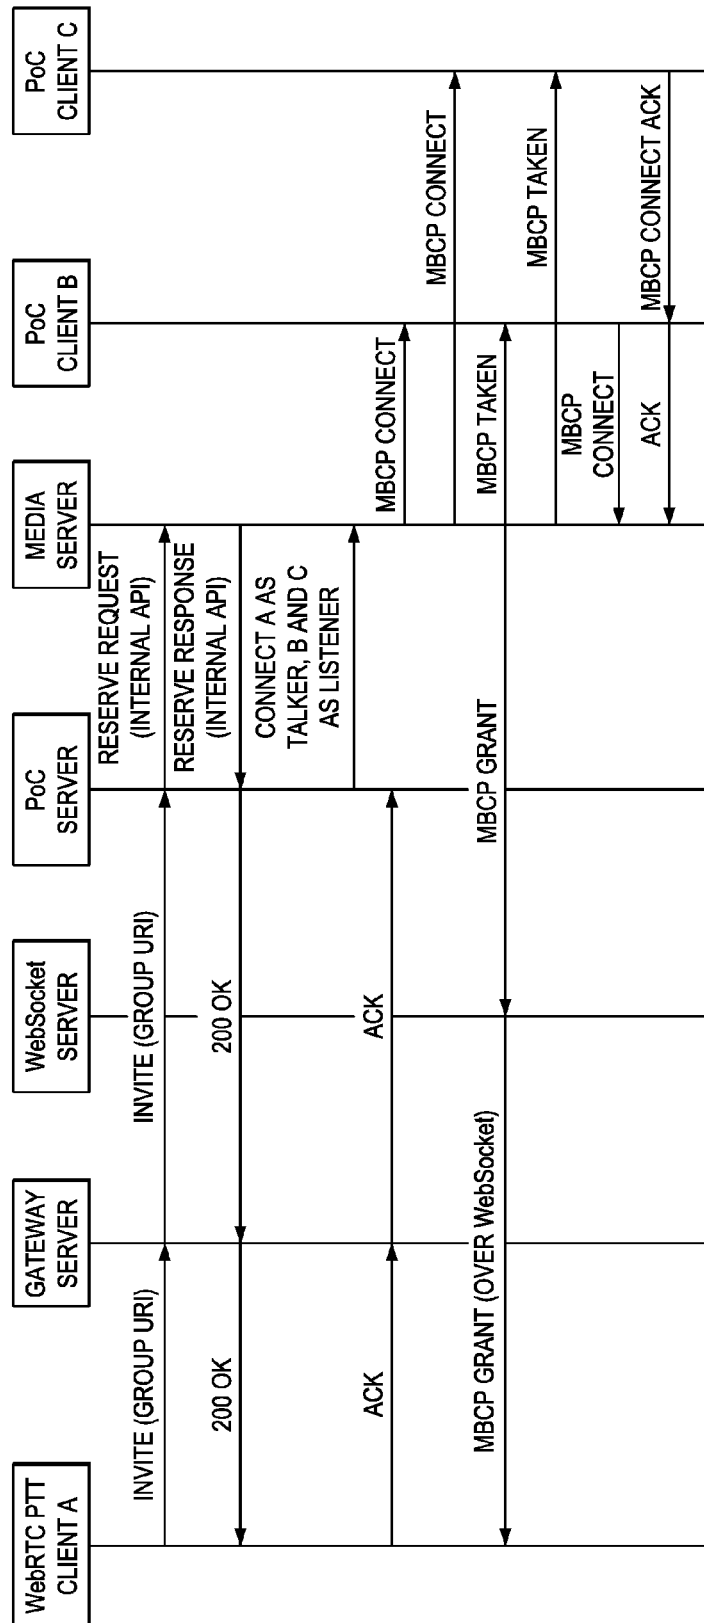 WebRTC PTT
CLIENT A
GATEWAY
SERVER
WebSocket
SERVER
PoC
SERVER
MEDIA
SERVER
PoC
CLIENT B
PoC
CLIENT C
INVITE (GROUP URI)
INVITE (GROUP URI)
RESERVE REQUEST
(INTERNAL API)
200 OK
200 OK
RESERVE RESPONSE
(INTERNAL API)
CONNECT A AS
TALKER, B AND C
AS LISTENER
ACK
ACK
MBCP CONNECT
MBCP CONNECT
MBCP GRANT (OVER WebSocket)
MBCP GRANT
MBCP TAKEN
MBCP TAKEN
MBCP
CONNECT
ACK
MBCP CONNECT ACK